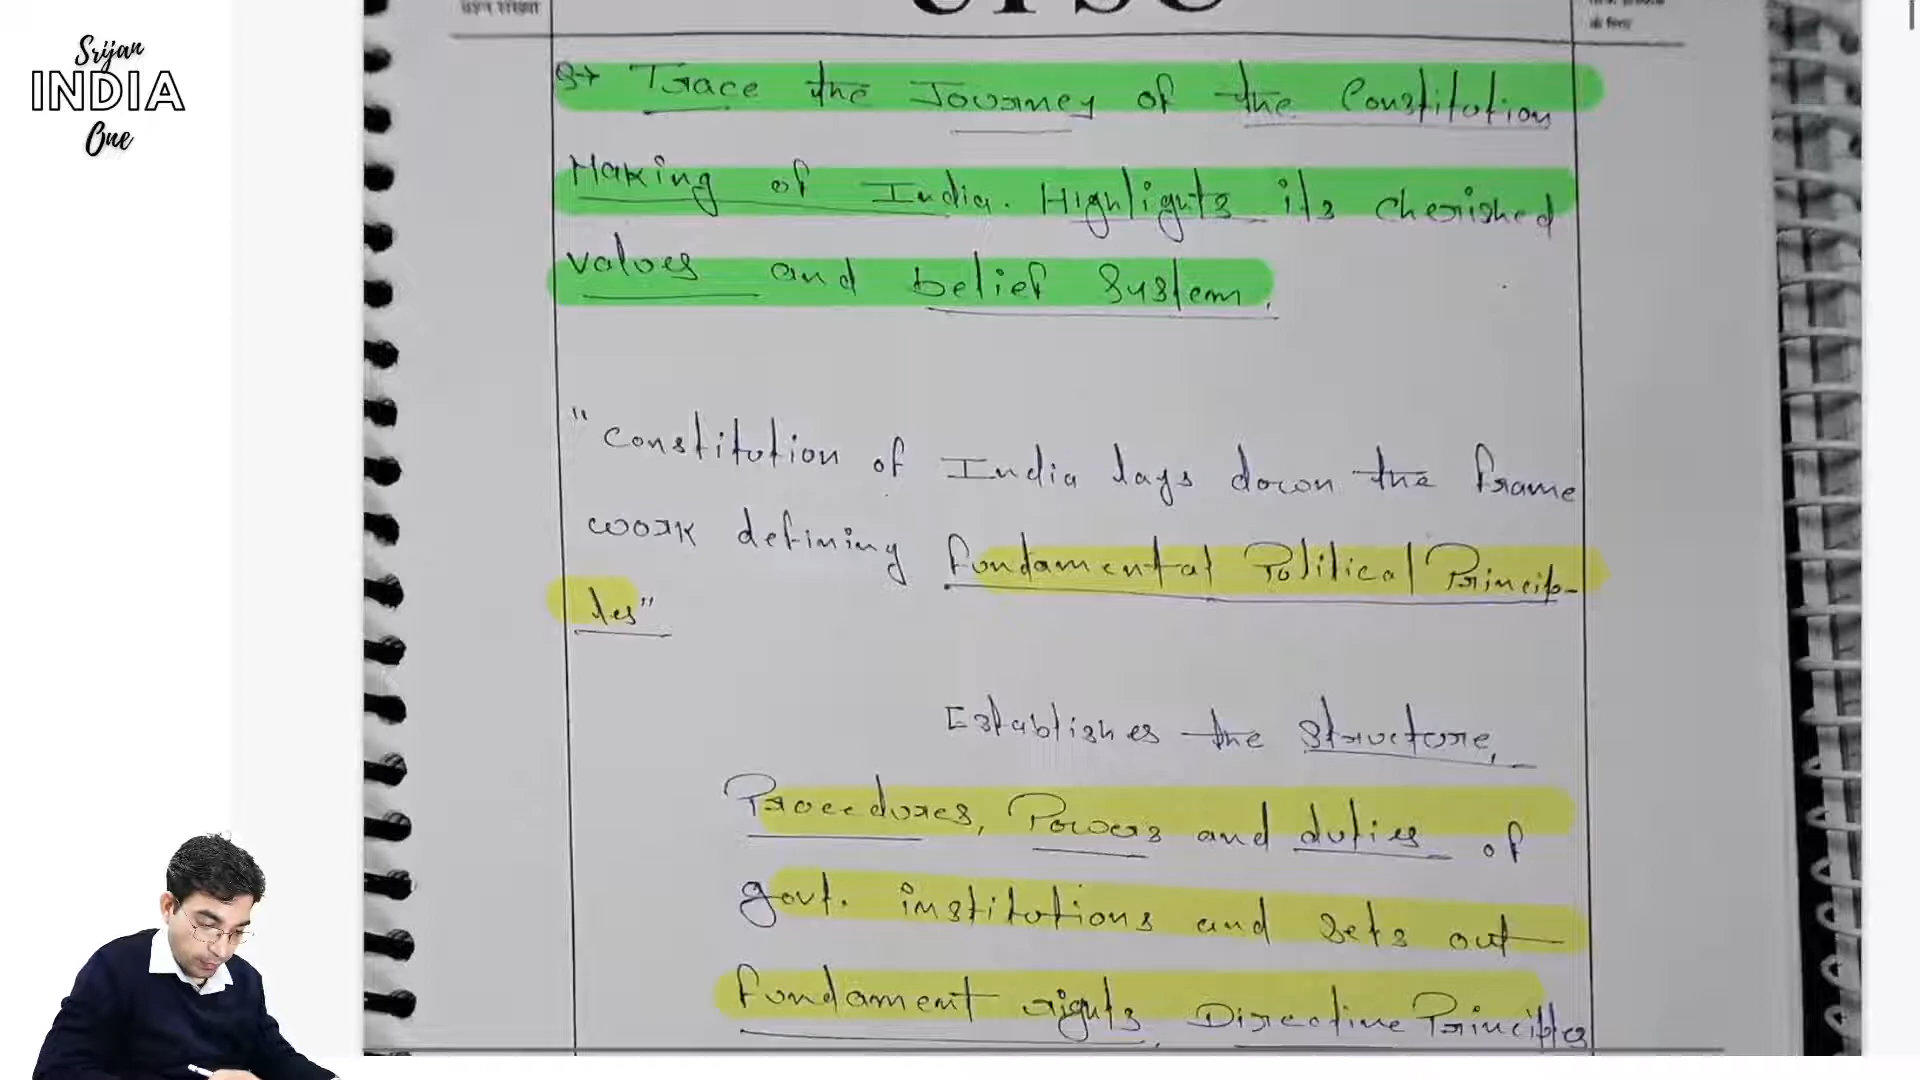 Srijan
INDIA
One
UPSC
Q→ Trace the Journey of the Constitution
Making of India. Highlights its cherished
values and belief system.
"Constitution of India lays down the frame
work defining fundamental Political Princip-
les"
Establishes the structure,
Procedures, Powers and duties of
govt. institutions and sets out
fundament rights, Directive Principles